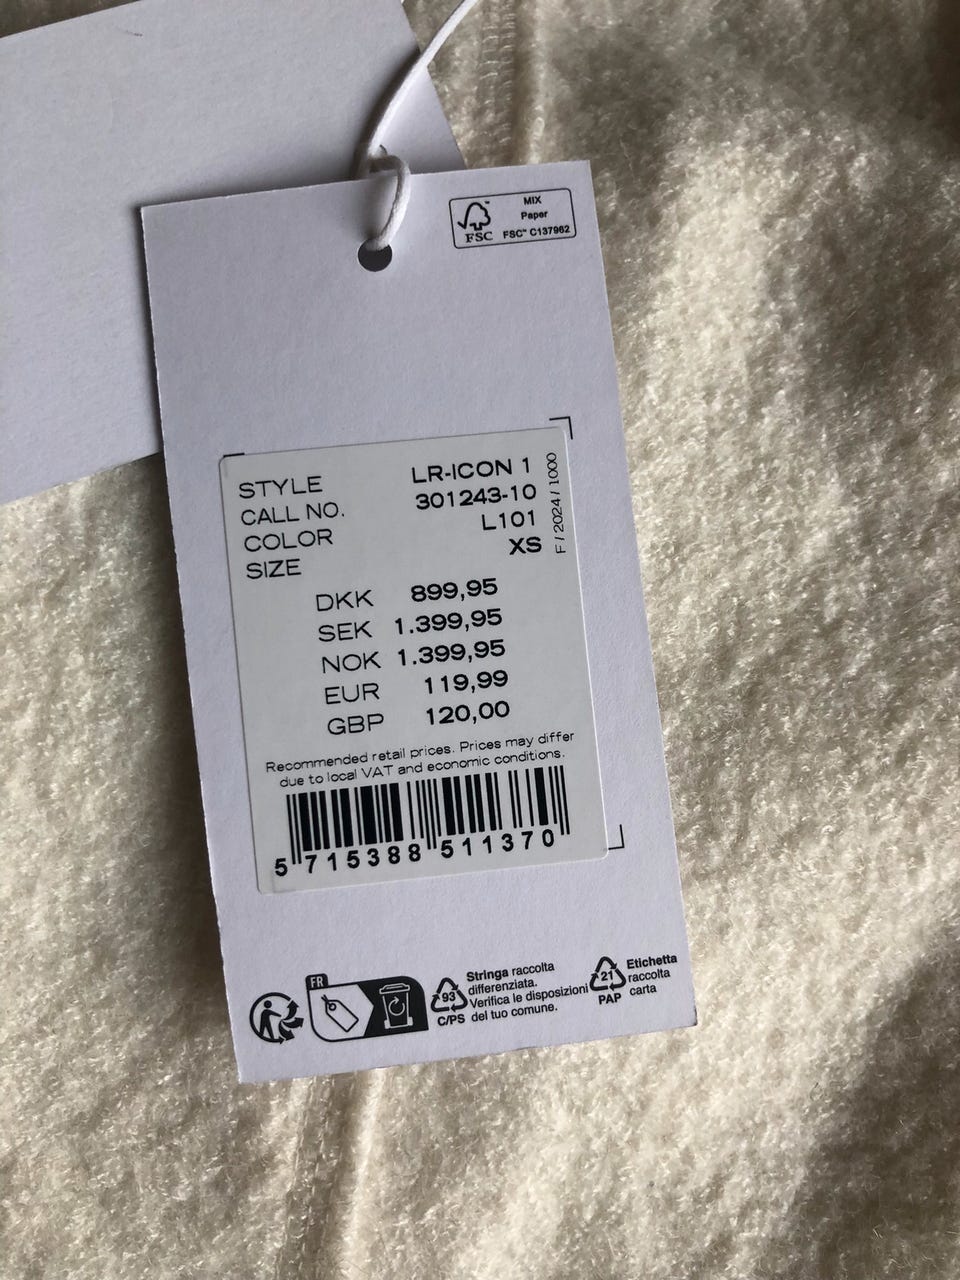 MIX
Paper
FSC™ C137962
FSC™
STYLE LR-ICON 1
CALL NO. 301243-10
COLOR L101
SIZE XS
F / 2024 / 1000
DKK 899,95
SEK 1.399,95
NOK 1.399,95
EUR 119,99
GBP 120,00
Recommended retail prices. Prices may differ
due to local VAT and economic conditions.
5 715388 511370
FR
93
C/PS
Stringa raccolta
differenziata.
Verifica le disposizioni
del tuo comune.
21
PAP
Etichetta
raccolta
carta